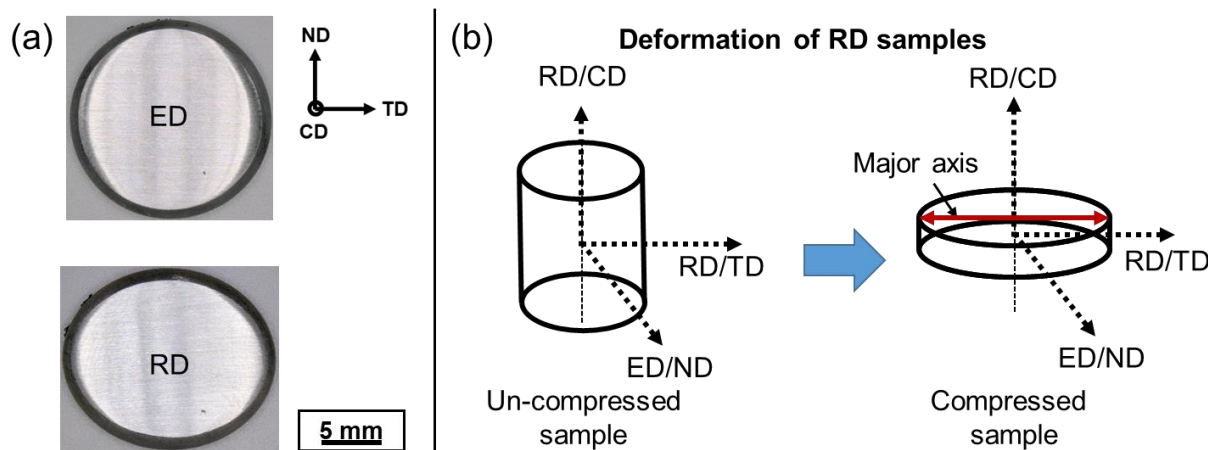 (a)
ED
ND
TD
CD
RD
5 mm
(b)
Deformation of RD samples
RD/CD
RD/TD
ED/ND
Un-compressed
sample
RD/CD
Major axis
RD/TD
ED/ND
Compressed
sample